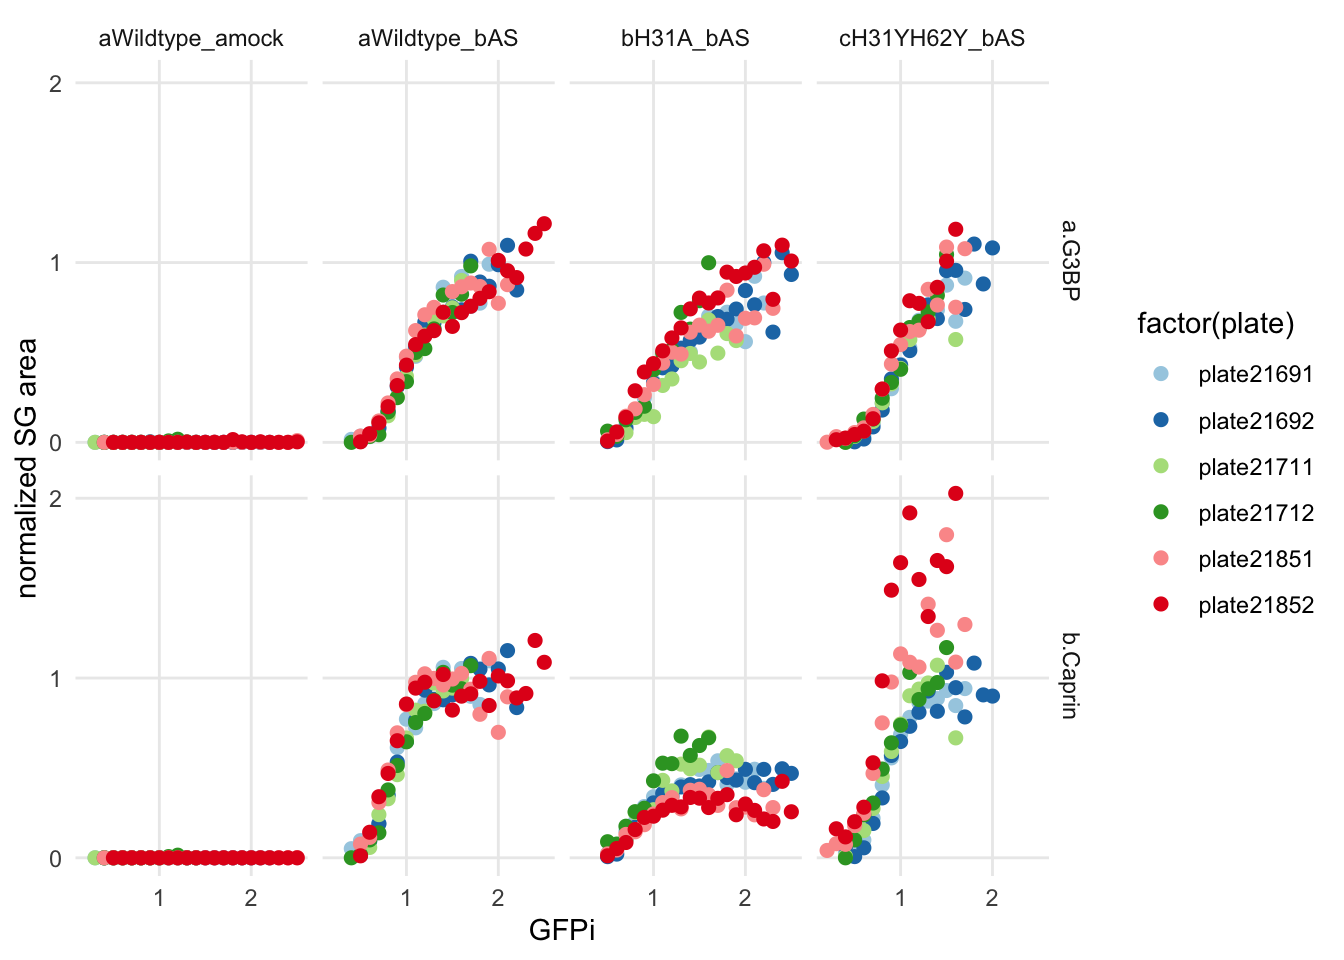 aWildtype_amock aWildtype_bAS bH31A_bAS cH31YH62Y_bAS
2
1
0
a.G3BP
2
1
0
b.Caprin
1 2 1 2 1 2 1 2
GFPi
normalized SG area
factor(plate)
plate21691
plate21692
plate21711
plate21712
plate21851
plate21852